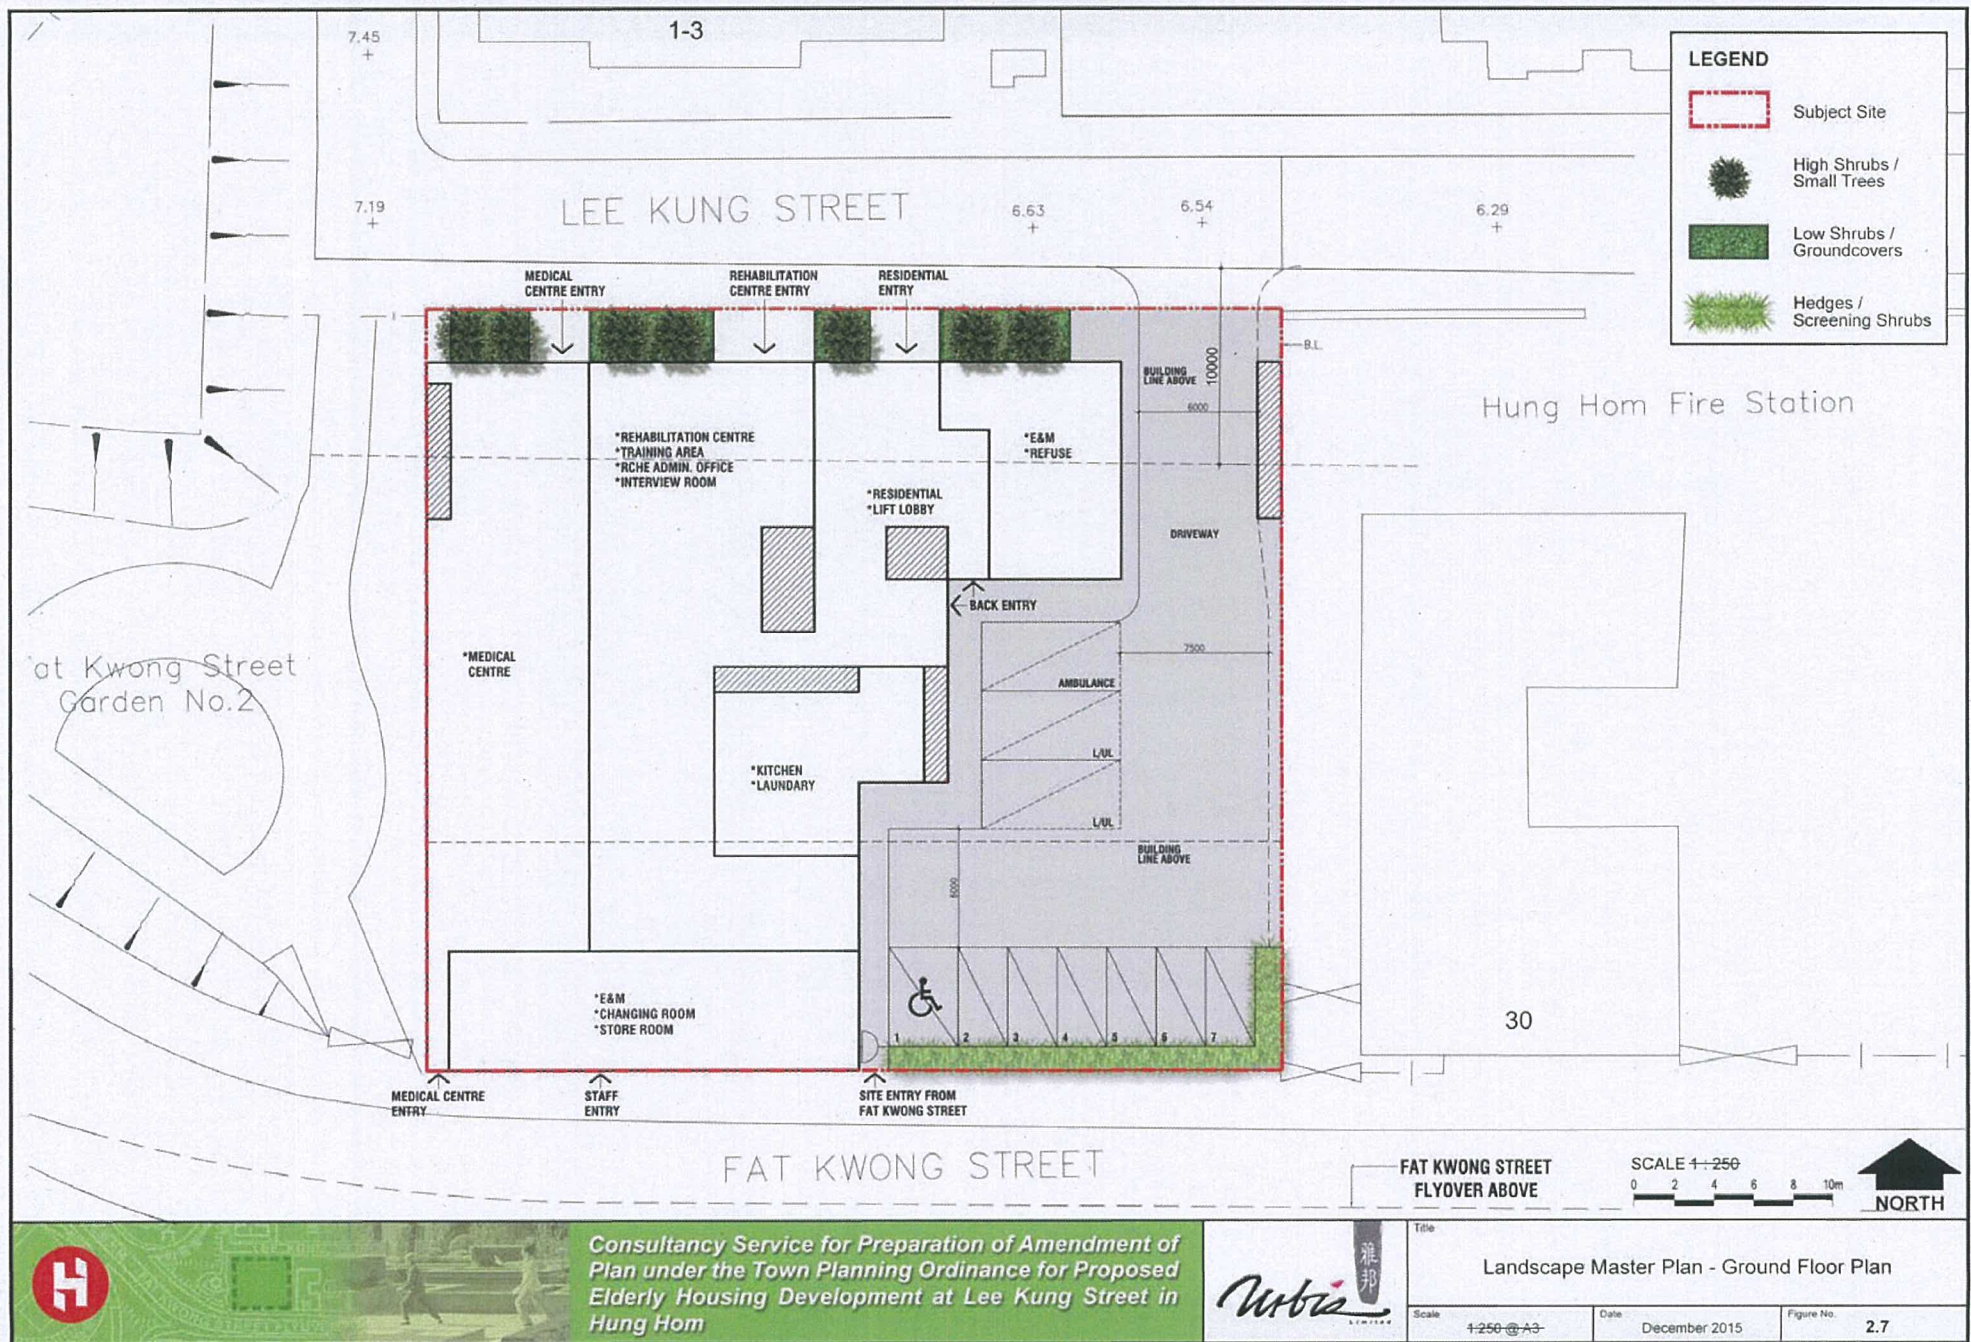 7.45
1-3
LEGEND
Subject Site
High Shrubs /
Small Trees
Low Shrubs /
Groundcovers
Hedges /
Screening Shrubs
7.19
LEE KUNG STREET
6.63
6.54
6.29
MEDICAL
CENTRE ENTRY
REHABILITATION
CENTRE ENTRY
RESIDENTIAL
ENTRY
B.L.
BUILDING
LINE ABOVE
10000
6000
Hung Hom Fire Station
*REHABILITATION CENTRE
*TRAINING AREA
*RCHE ADMIN. OFFICE
*INTERVIEW ROOM
*E&M
*REFUSE
*RESIDENTIAL
*LIFT LOBBY
DRIVEWAY
BACK ENTRY
*MEDICAL
CENTRE
7500
at Kwong Street
Garden No.2
AMBULANCE
L/UL
*KITCHEN
*LAUNDARY
L/UL
BUILDING
LINE ABOVE
6000
*E&M
*CHANGING ROOM
*STORE ROOM
1
2
3
4
5
6
7
30
MEDICAL CENTRE
ENTRY
STAFF
ENTRY
SITE ENTRY FROM
FAT KWONG STREET
FAT KWONG STREET
FAT KWONG STREET
FLYOVER ABOVE
SCALE 1 : 250
0 2 4 6 8 10m
NORTH
Consultancy Service for Preparation of Amendment of
Plan under the Town Planning Ordinance for Proposed
Elderly Housing Development at Lee Kung Street in
Hung Hom
urbis
Limited
雅邦
Title
Landscape Master Plan - Ground Floor Plan
Scale
1:250 @ A3
Date
December 2015
Figure No.
2.7